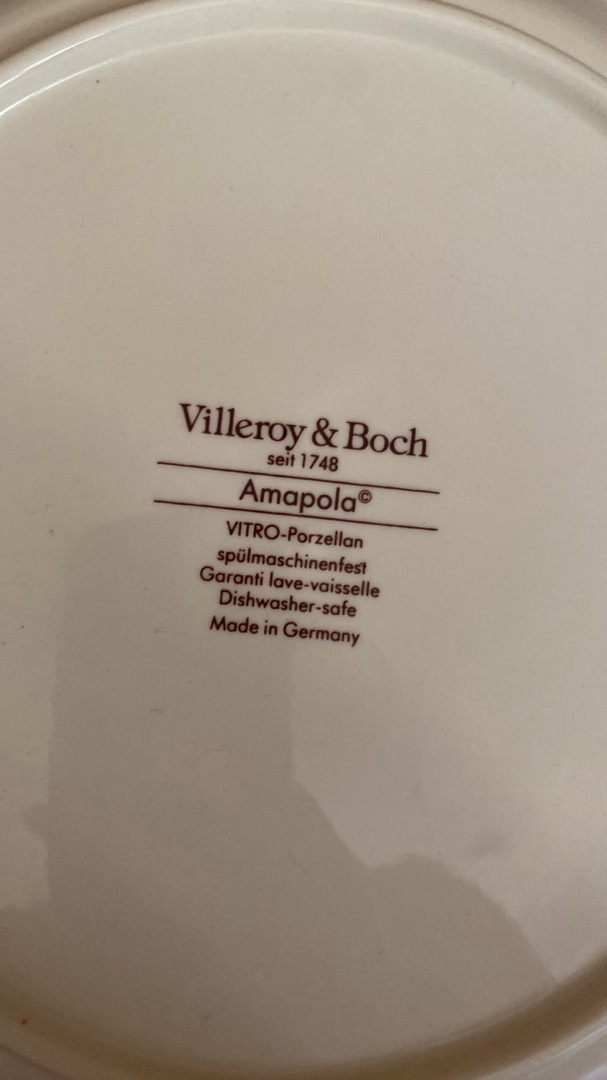 Villeroy & Boch
seit 1748
Amapola©
VITRO-Porzellan
spülmaschinenfest
Garanti lave-vaisselle
Dishwasher-safe
Made in Germany